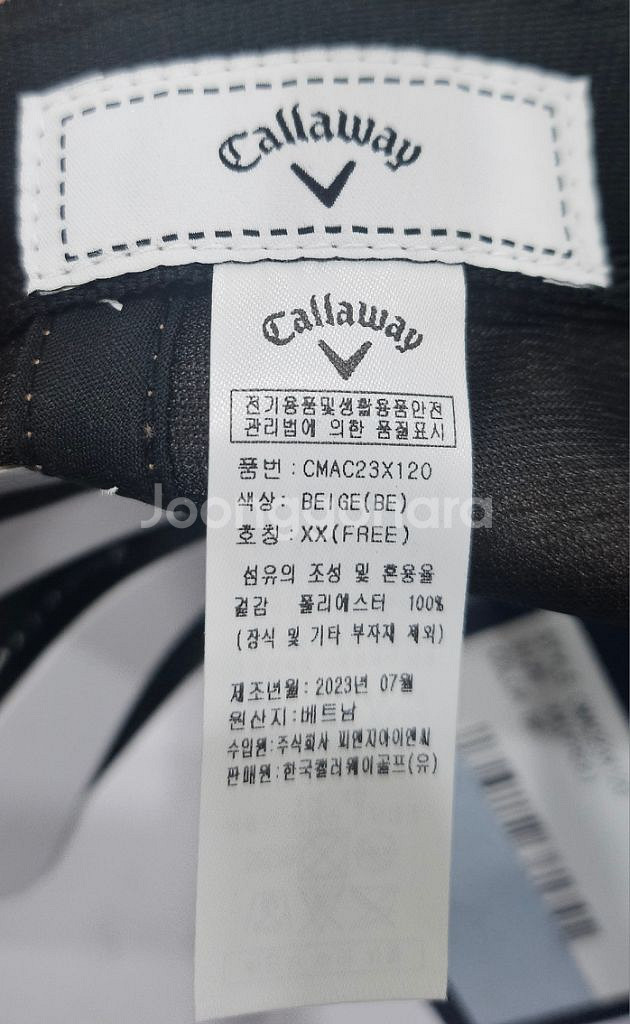 Callaway
Callaway
전기용품및생활용품안전
관리법에 의한 품질표시
품번 : CMAC23X120
색상 : BEIGE(BE)
Joongonara
호칭 : XX(FREE)
섬유의 조성 및 혼용율
겉감 폴리에스터 100%
(장식 및 기타 부자재 제외)
제조년월 : 2023년 07월
원산지 : 베트남
수입원 : 주식회사 피엔지아이엔씨
판매원 : 한국캘러웨이골프(유)